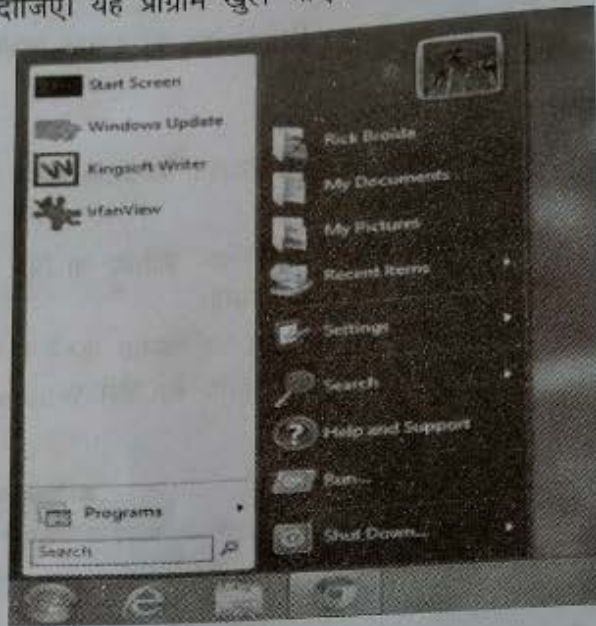 दीजिए। यह प्रोग्राम खुल
Start Screen
Windows Update
Kingsoft Writer
IrfanView
Programs
Search
Rick Broida
My Documents
My Pictures
Recent Items
Settings
Search
Help and Support
Run...
Shut Down...